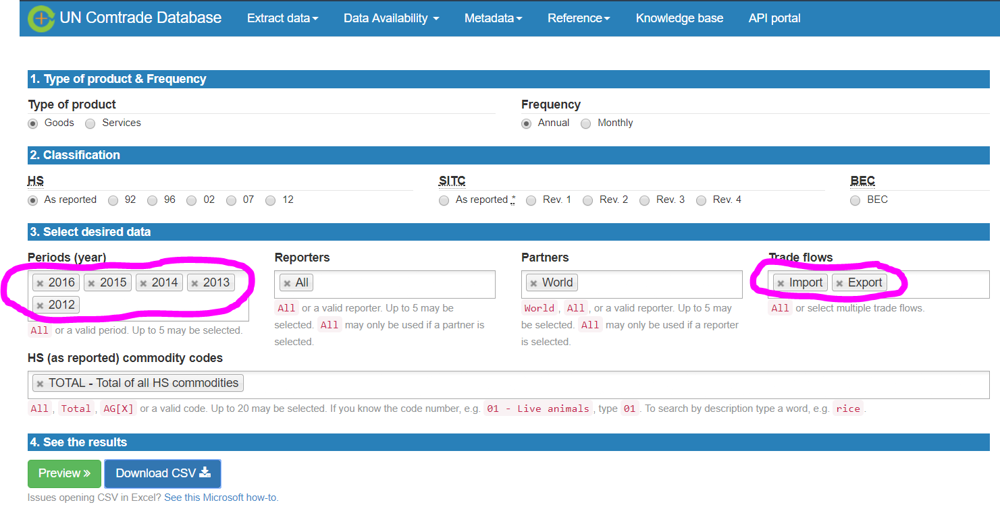 UN Comtrade Database Extract data Data Availability Metadata Reference Knowledge base API portal
1. Type of product & Frequency
Type of product
Goods Services
Frequency
Annual Monthly
2. Classification
HS
As reported 92 96 02 07 12
SITC
As reported * Rev. 1 Rev. 2 Rev. 3 Rev. 4
BEC
BEC
3. Select desired data
Periods (year)
× 2016 × 2015 × 2014 × 2013
× 2012
All or a valid period. Up to 5 may be selected.
Reporters
× All
All or a valid reporter. Up to 5 may be
selected. All may only be used if a partner is
selected.
Partners
× World
World , All , or a valid reporter. Up to 5 may
be selected. All may only be used if a reporter
is selected.
Trade flows
× Import × Export
All or select multiple trade flows.
HS (as reported) commodity codes
× TOTAL - Total of all HS commodities
All , Total , AG[X] or a valid code. Up to 20 may be selected. If you know the code number, e.g. 01 - Live animals , type 01 . To search by description type a word, e.g. rice .
4. See the results
Preview » Download CSV
Issues opening CSV in Excel? See this Microsoft how-to.